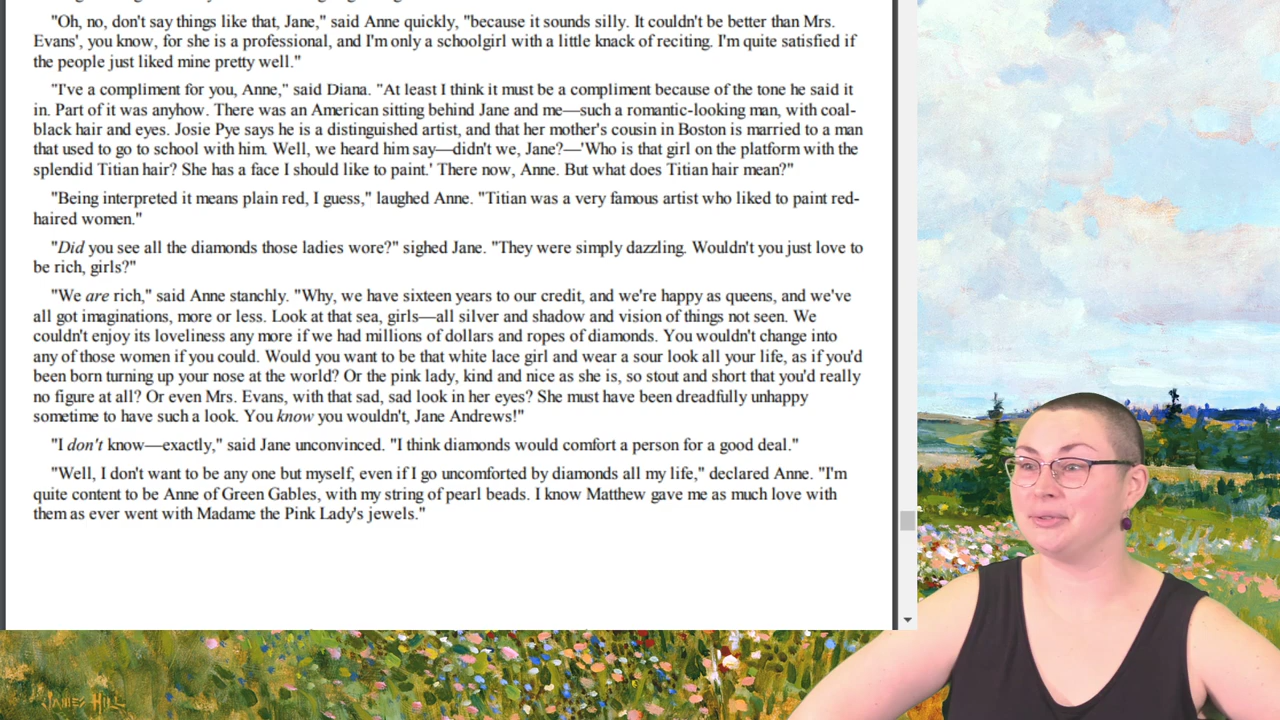 "Oh, no, don't say things like that, Jane," said Anne quickly, "because it sounds silly. It couldn't be better than Mrs.
Evans', you know, for she is a professional, and I'm only a schoolgirl with a little knack of reciting. I'm quite satisfied if
the people just liked mine pretty well."
"I've a compliment for you, Anne," said Diana. "At least I think it must be a compliment because of the tone he said it
in. Part of it was anyhow. There was an American sitting behind Jane and me—such a romantic-looking man, with coal-
black hair and eyes. Josie Pye says he is a distinguished artist, and that her mother's cousin in Boston is married to a man
that used to go to school with him. Well, we heard him say—didn't we, Jane?—'Who is that girl on the platform with the
splendid Titian hair? She has a face I should like to paint.' There now, Anne. But what does Titian hair mean?"
"Being interpreted it means plain red, I guess," laughed Anne. "Titian was a very famous artist who liked to paint red-
haired women."
"Did you see all the diamonds those ladies wore?" sighed Jane. "They were simply dazzling. Wouldn't you just love to
be rich, girls?"
"We are rich," said Anne stanchly. "Why, we have sixteen years to our credit, and we're happy as queens, and we've
all got imaginations, more or less. Look at that sea, girls—all silver and shadow and vision of things not seen. We
couldn't enjoy its loveliness any more if we had millions of dollars and ropes of diamonds. You wouldn't change into
any of those women if you could. Would you want to be that white lace girl and wear a sour look all your life, as if you'd
been born turning up your nose at the world? Or the pink lady, kind and nice as she is, so stout and short that you'd really
no figure at all? Or even Mrs. Evans, with that sad, sad look in her eyes? She must have been dreadfully unhappy
sometime to have such a look. You know you wouldn't, Jane Andrews!"
"I don't know—exactly," said Jane unconvinced. "I think diamonds would comfort a person for a good deal."
"Well, I don't want to be any one but myself, even if I go uncomforted by diamonds all my life," declared Anne. "I'm
quite content to be Anne of Green Gables, with my string of pearl beads. I know Matthew gave me as much love with
them as ever went with Madame the Pink Lady's jewels."
JAMES HILL